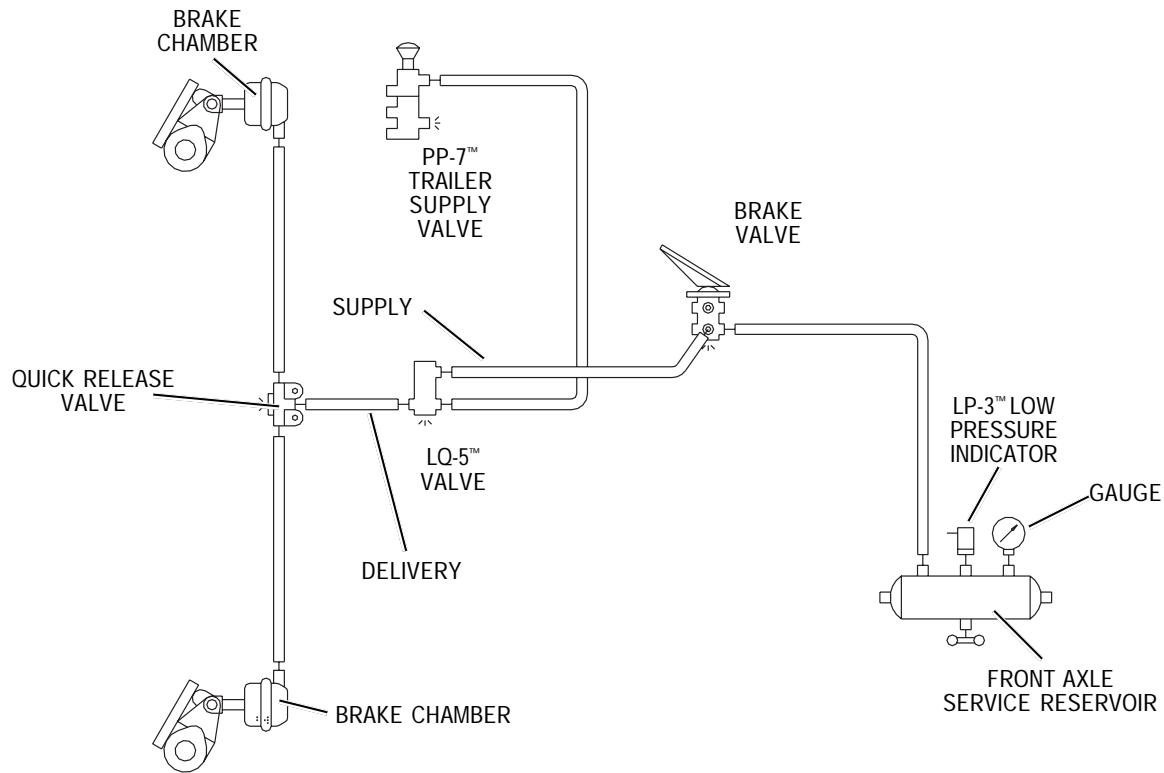 BRAKE
CHAMBER
PP-7™
TRAILER
SUPPLY
VALVE
BRAKE
VALVE
SUPPLY
QUICK RELEASE
VALVE
LQ-5™
VALVE
LP-3™ LOW
PRESSURE
INDICATOR
GAUGE
DELIVERY
FRONT AXLE
SERVICE RESERVOIR
BRAKE CHAMBER